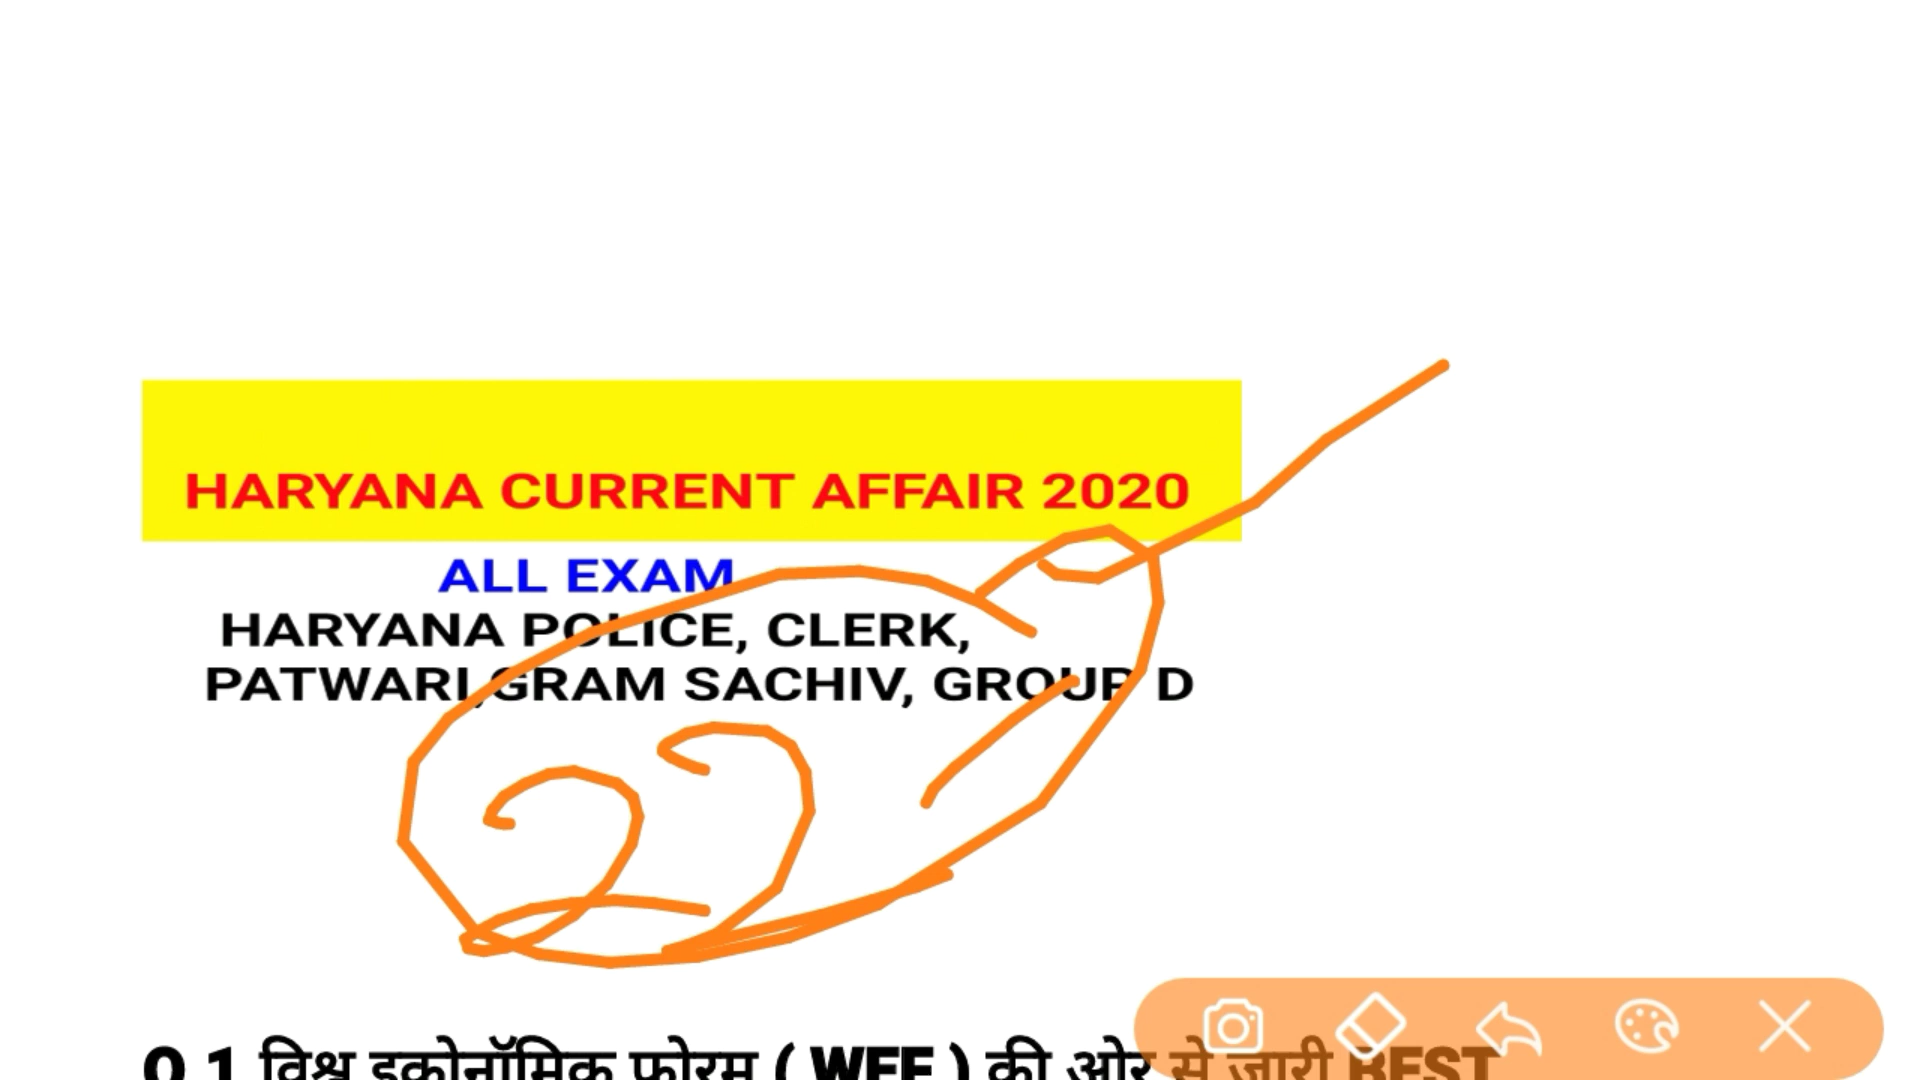 HARYANA CURRENT AFFAIR 2020
ALL EXAM
HARYANA POLICE, CLERK,
PATWARI,GRAM SACHIV, GROUP D
22
Q 1 विश्व इकोनॉमिक फोरम ( WEF ) की ओर से जारी BEST